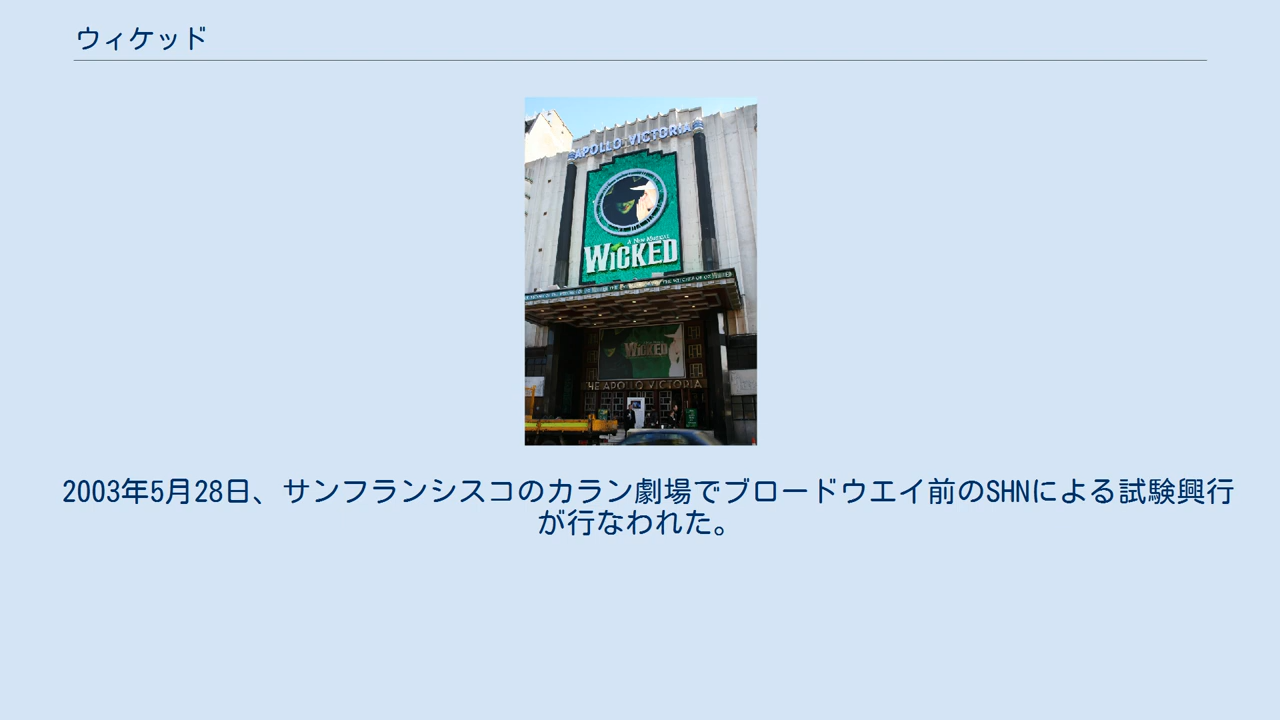 ウィケッド
APOLLO VICTORIA
A NEW MUSICAL
WICKED
WICKED
THE APOLLO VICTORIA
2003年5月28日、サンフランシスコのカラン劇場でブロードウエイ前のSHNによる試験興行
が行なわれた。